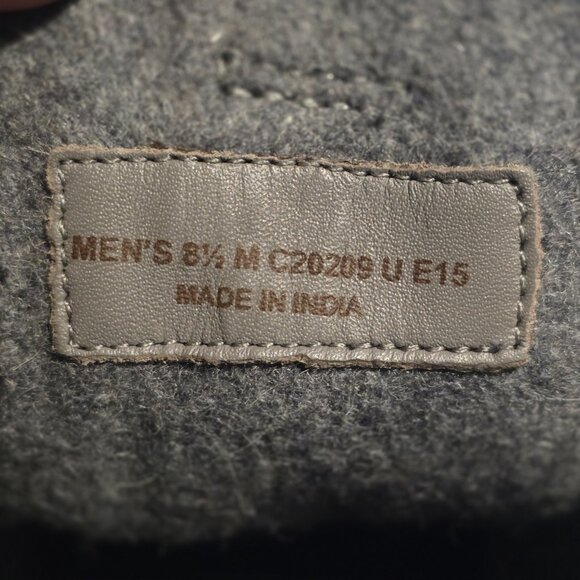 MEN'S 8½ M C20209 U E15
MADE IN INDIA